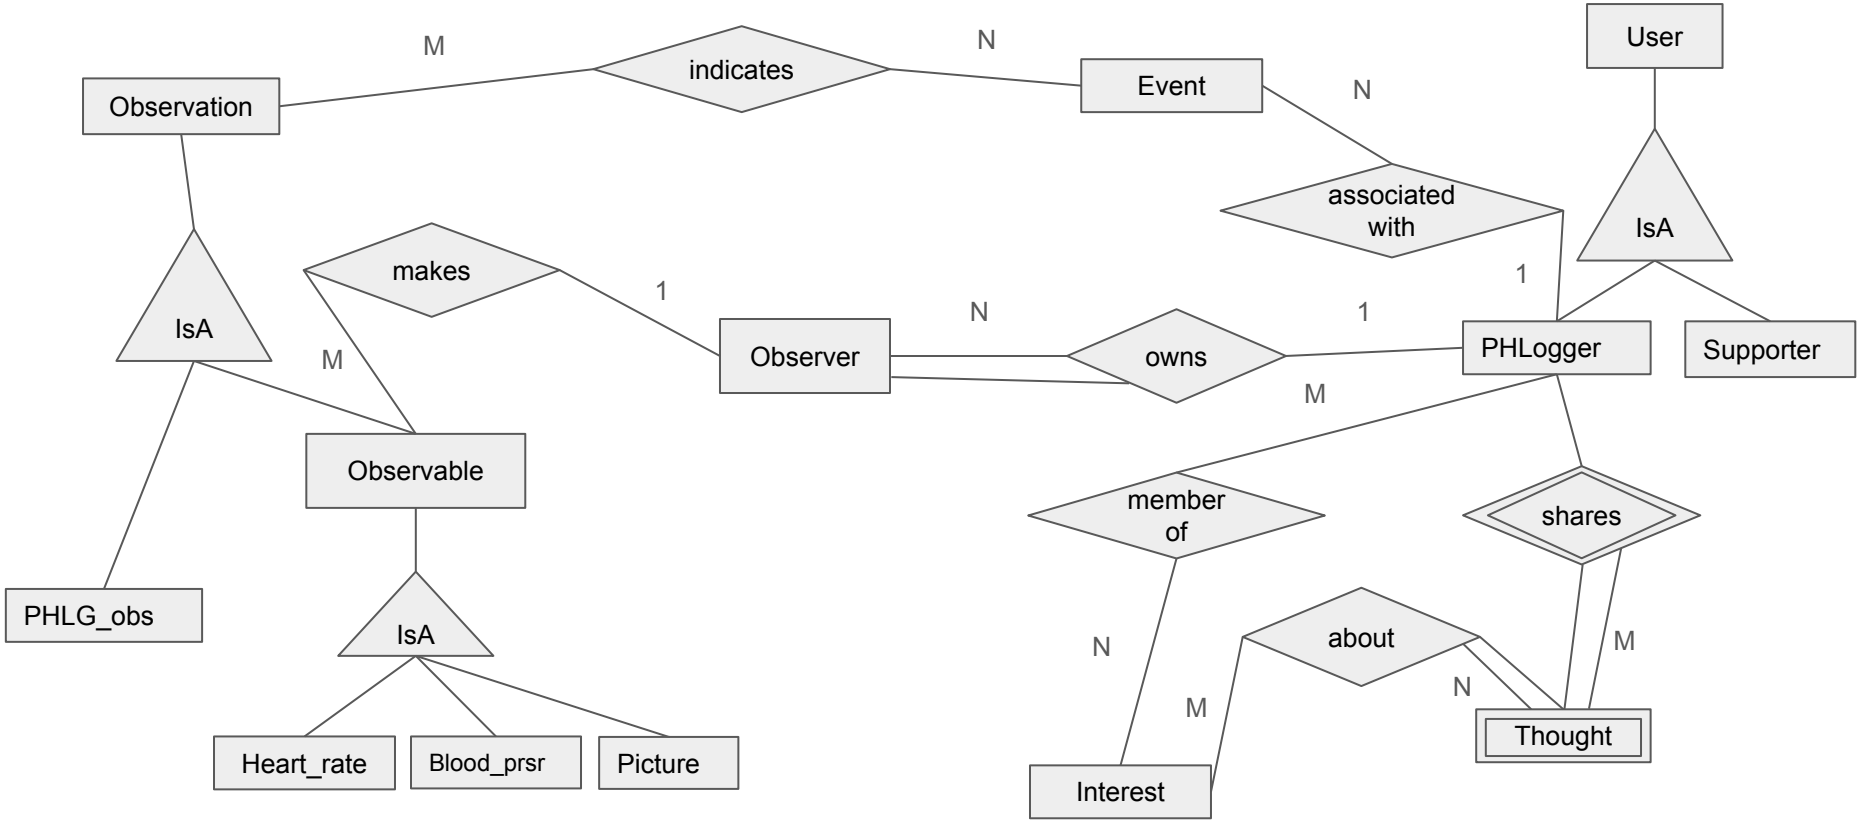 M
N
User
indicates
Event
Observation
N
associated
with
IsA
makes
1
1
N
1
IsA
M
Observer
owns
PHLogger
Supporter
M
Observable
member
of
shares
PHLG_obs
IsA
N
about
M
N
M
Thought
Heart_rate
Blood_prsr
Picture
Interest